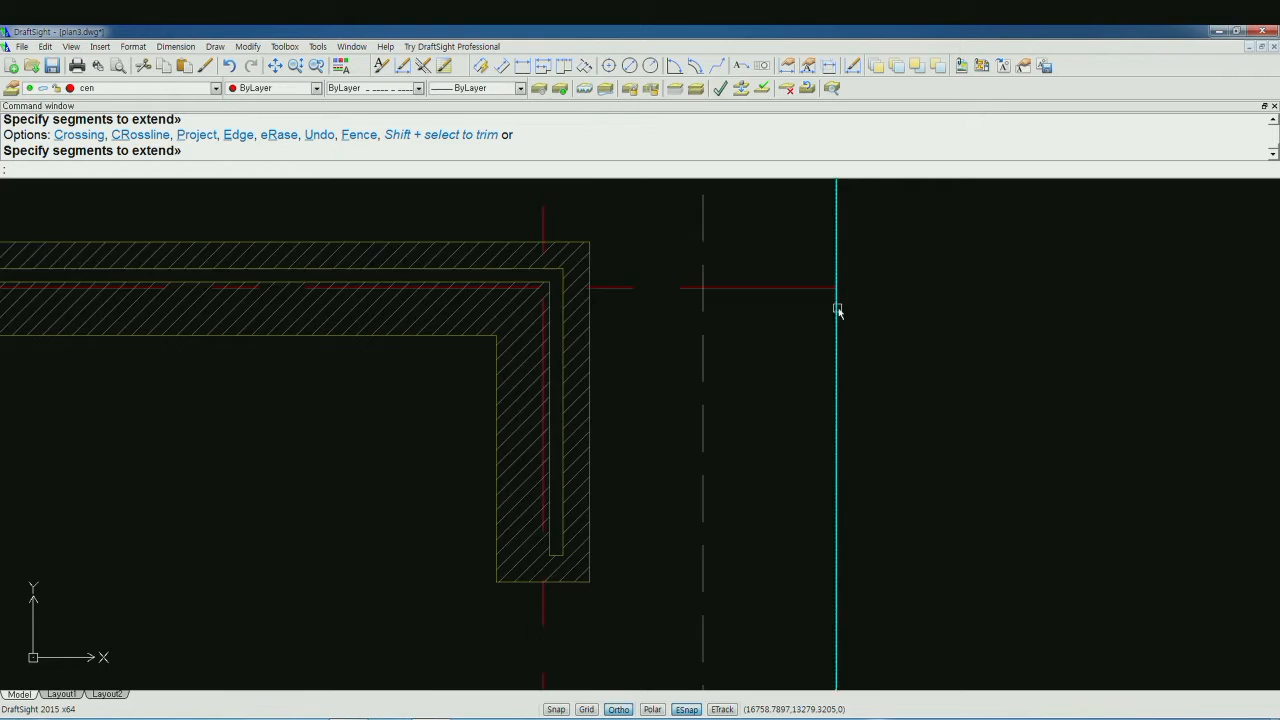 DraftSight - [plan3.dwg*]
File Edit View Insert Format Dimension Draw Modify Toolbox Tools Window Help Try DraftSight Professional
cen ByLayer ByLayer ByLayer
Command window
Specify segments to extend»
Options: Crossing, CRossline, Project, Edge, eRase, Undo, Fence, Shift + select to trim or
Specify segments to extend»
:
Y
X
Model Layout1 Layout2
DraftSight 2015 x64 Snap Grid Ortho Polar ESnap ETrack (16758.7897,13279.3205,0)